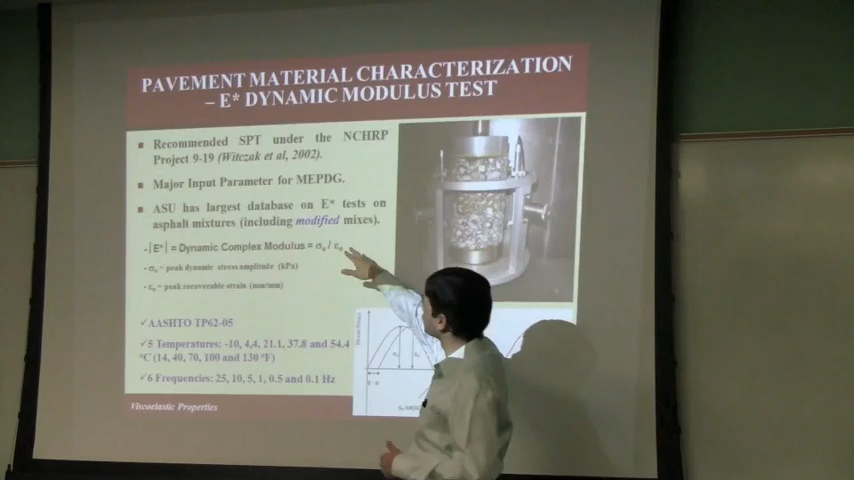 PAVEMENT MATERIAL CHARACTERIZATION
– E* DYNAMIC MODULUS TEST
Recommended SPT under the NCHRP
Project 9-19 (Witczak et al, 2002).
Major Input Parameter for MEPDG.
ASU has largest database on E* tests on
asphalt mixtures (including modified mixes).
- |E*| = Dynamic Complex Modulus = σ₀ / ε₀
- σ₀ = peak dynamic stress amplitude (kPa)
- ε₀ = peak recoverable strain (mm/mm)
✓AASHTO TP62-05
✓5 Temperatures: -10, 4.4, 21.1, 37.8 and 54.4
°C (14, 40, 70, 100 and 130 °F)
✓6 Frequencies: 25, 10, 5, 1, 0.5 and 0.1 Hz
Viscoelastic Properties